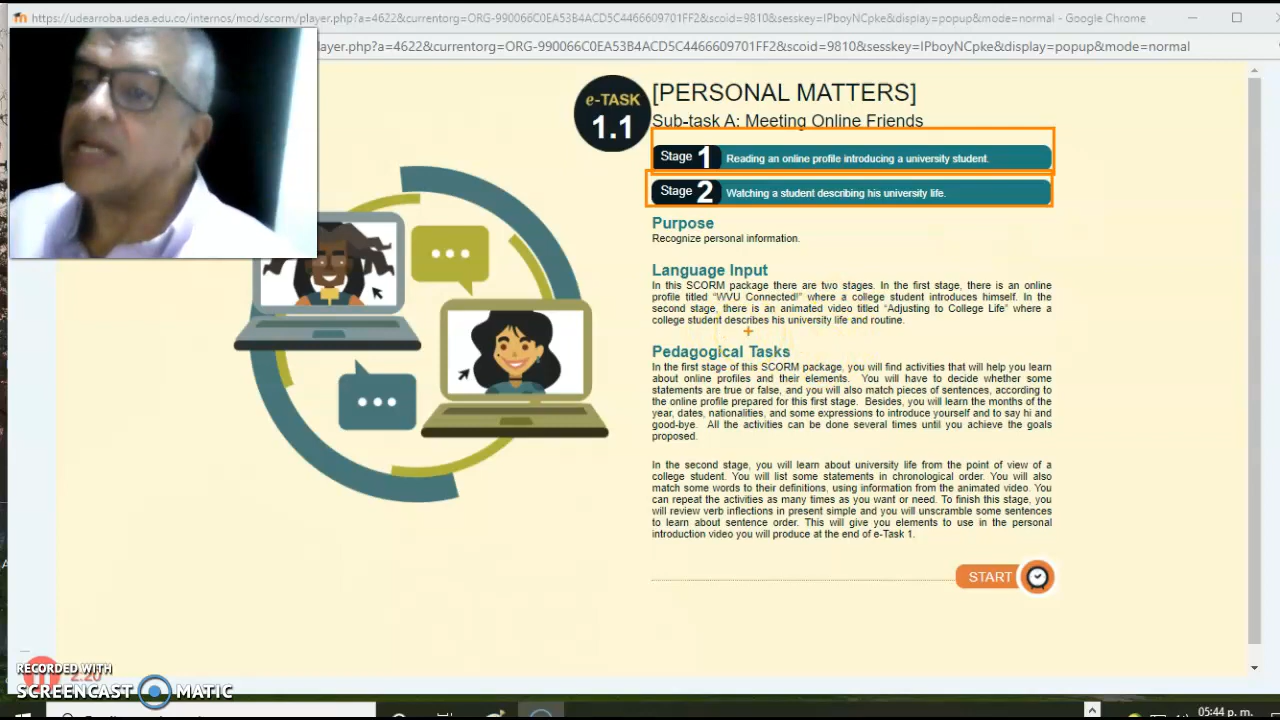 https://udearroba.udea.edu.co/internos/mod/scorm/player.php?a=4622&currentorg=ORG-990066C0EA53B4ACD5C4466609701FF2&scoid=9810&sesskey=IPboyNCpke&display=popup&mode=normal - Google Chrome
player.php?a=4622&currentorg=ORG-990066C0EA53B4ACD5C4466609701FF2&scoid=9810&sesskey=IPboyNCpke&display=popup&mode=normal
e-TASK
1.1
[PERSONAL MATTERS]
Sub-task A: Meeting Online Friends
Stage 1 Reading an online profile introducing a university student.
Stage 2 Watching a student describing his university life.
Purpose
Recognize personal information.
Language Input
In this SCORM package there are two stages. In the first stage, there is an online
profile titled “WVU Connected!” where a college student introduces himself. In the
second stage, there is an animated video titled “Adjusting to College Life” where a
college student describes his university life and routine.
Pedagogical Tasks
In the first stage of this SCORM package, you will find activities that will help you learn
about online profiles and their elements. You will have to decide whether some
statements are true or false, and you will also match pieces of sentences, according to
the online profile prepared for this first stage. Besides, you will learn the months of the
year, dates, nationalities, and some expressions to introduce yourself and to say hi and
good-bye. All the activities can be done several times until you achieve the goals
proposed.
In the second stage, you will learn about university life from the point of view of a
college student. You will list some statements in chronological order. You will also
match some words to their definitions, using information from the animated video. You
can repeat the activities as many times as you want or need. To finish this stage, you
will review verb inflections in present simple and you will unscramble some sentences
to learn about sentence order. This will give you elements to use in the personal
introduction video you will produce at the end of e-Task 1.
START
RECORDED WITH
2:20
SCREENCAST MATIC
05:44 p. m.